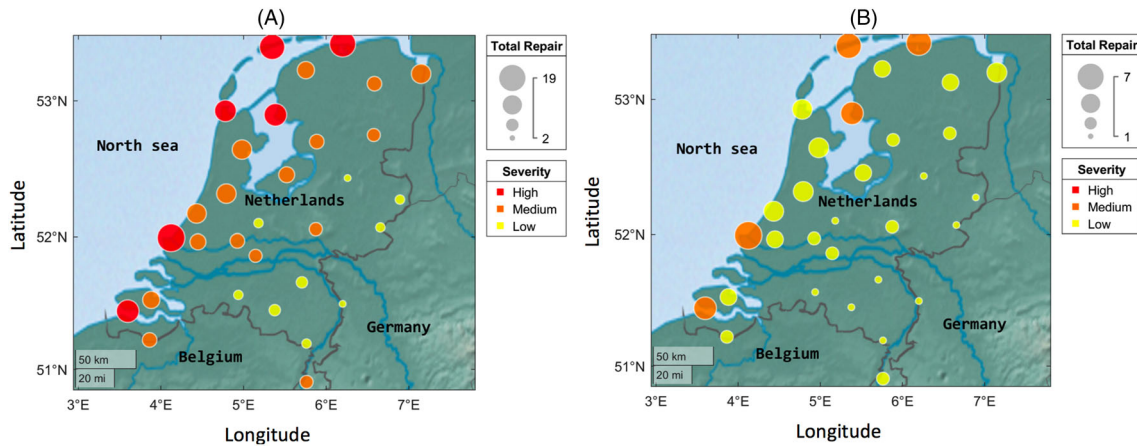 (A)
Total Repair
19
2
Severity
High
Medium
Low
53°N
52°N
51°N
Latitude
North sea
Netherlands
Germany
Belgium
50 km
20 mi
3°E 4°E 5°E 6°E 7°E
Longitude
(B)
Total Repair
7
1
Severity
High
Medium
Low
53°N
52°N
51°N
Latitude
North sea
Netherlands
Germany
Belgium
50 km
20 mi
3°E 4°E 5°E 6°E 7°E
Longitude